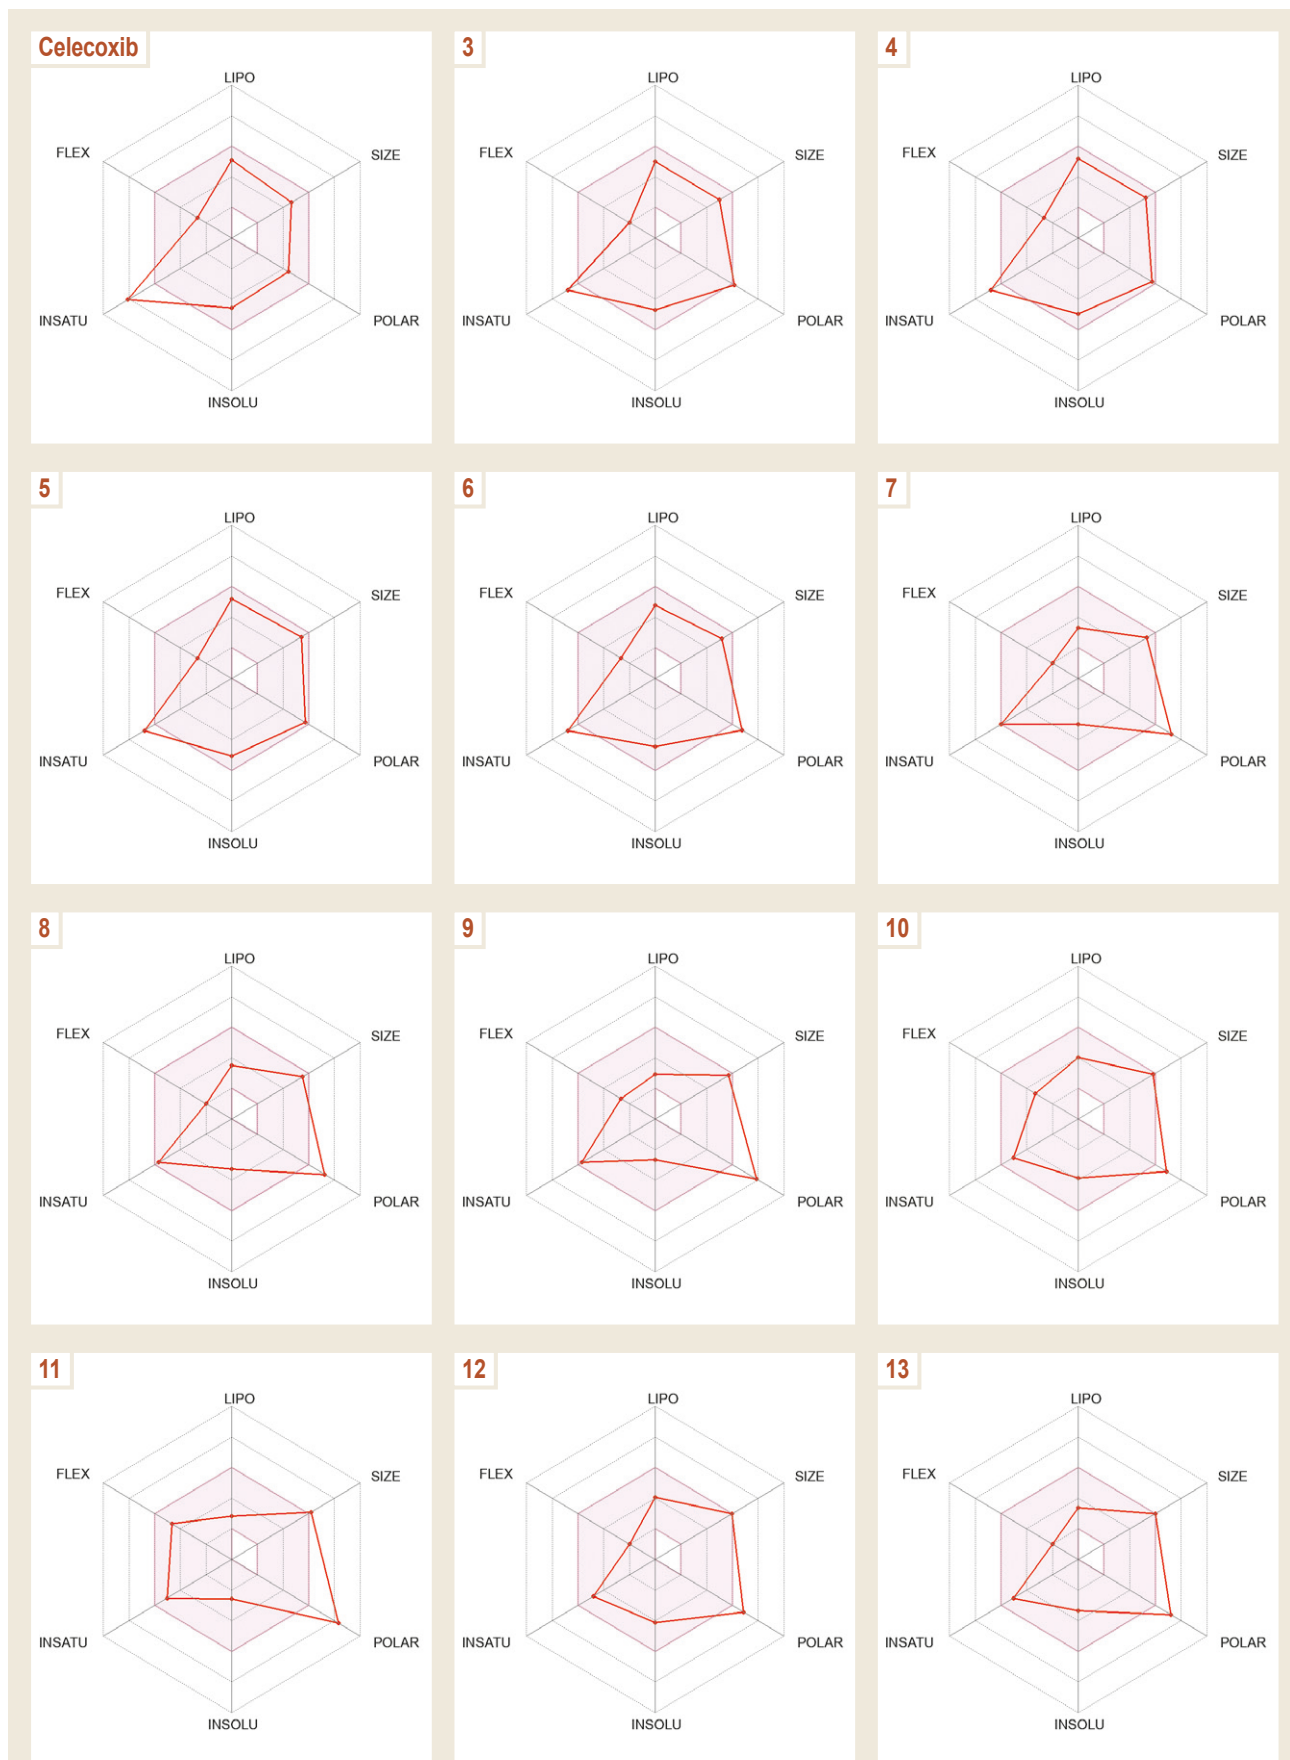 Celecoxib
LIPO
FLEX
SIZE
INSATU
POLAR
INSOLU
3
LIPO
FLEX
SIZE
INSATU
POLAR
INSOLU
4
LIPO
FLEX
SIZE
INSATU
POLAR
INSOLU
5
LIPO
FLEX
SIZE
INSATU
POLAR
INSOLU
6
LIPO
FLEX
SIZE
INSATU
POLAR
INSOLU
7
LIPO
FLEX
SIZE
INSATU
POLAR
INSOLU
8
LIPO
FLEX
SIZE
INSATU
POLAR
INSOLU
9
LIPO
FLEX
SIZE
INSATU
POLAR
INSOLU
10
LIPO
FLEX
SIZE
INSATU
POLAR
INSOLU
11
LIPO
FLEX
SIZE
INSATU
POLAR
INSOLU
12
LIPO
FLEX
SIZE
INSATU
POLAR
INSOLU
13
LIPO
FLEX
SIZE
INSATU
POLAR
INSOLU